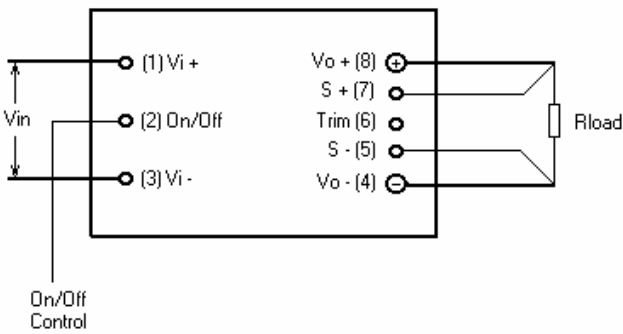 (1) Vi +
Vin
(2) On/Off
(3) Vi -
Vo + (8)
+
S + (7)
Trim (6)
S - (5)
Vo - (4)
−
Rload
On/Off
Control